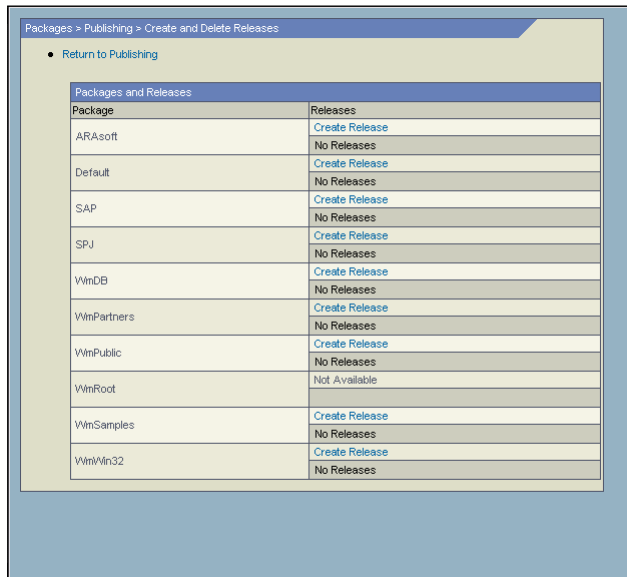 Packages > Publishing > Create and Delete Releases
Return to Publishing
Packages and Releases
Package Releases
ARAsoft
Create Release
No Releases
Default
Create Release
No Releases
SAP
Create Release
No Releases
SPJ
Create Release
No Releases
WmDB
Create Release
No Releases
WmPartners
Create Release
No Releases
WmPublic
Create Release
No Releases
WmRoot
Not Available
WmSamples
Create Release
No Releases
WmWin32
Create Release
No Releases